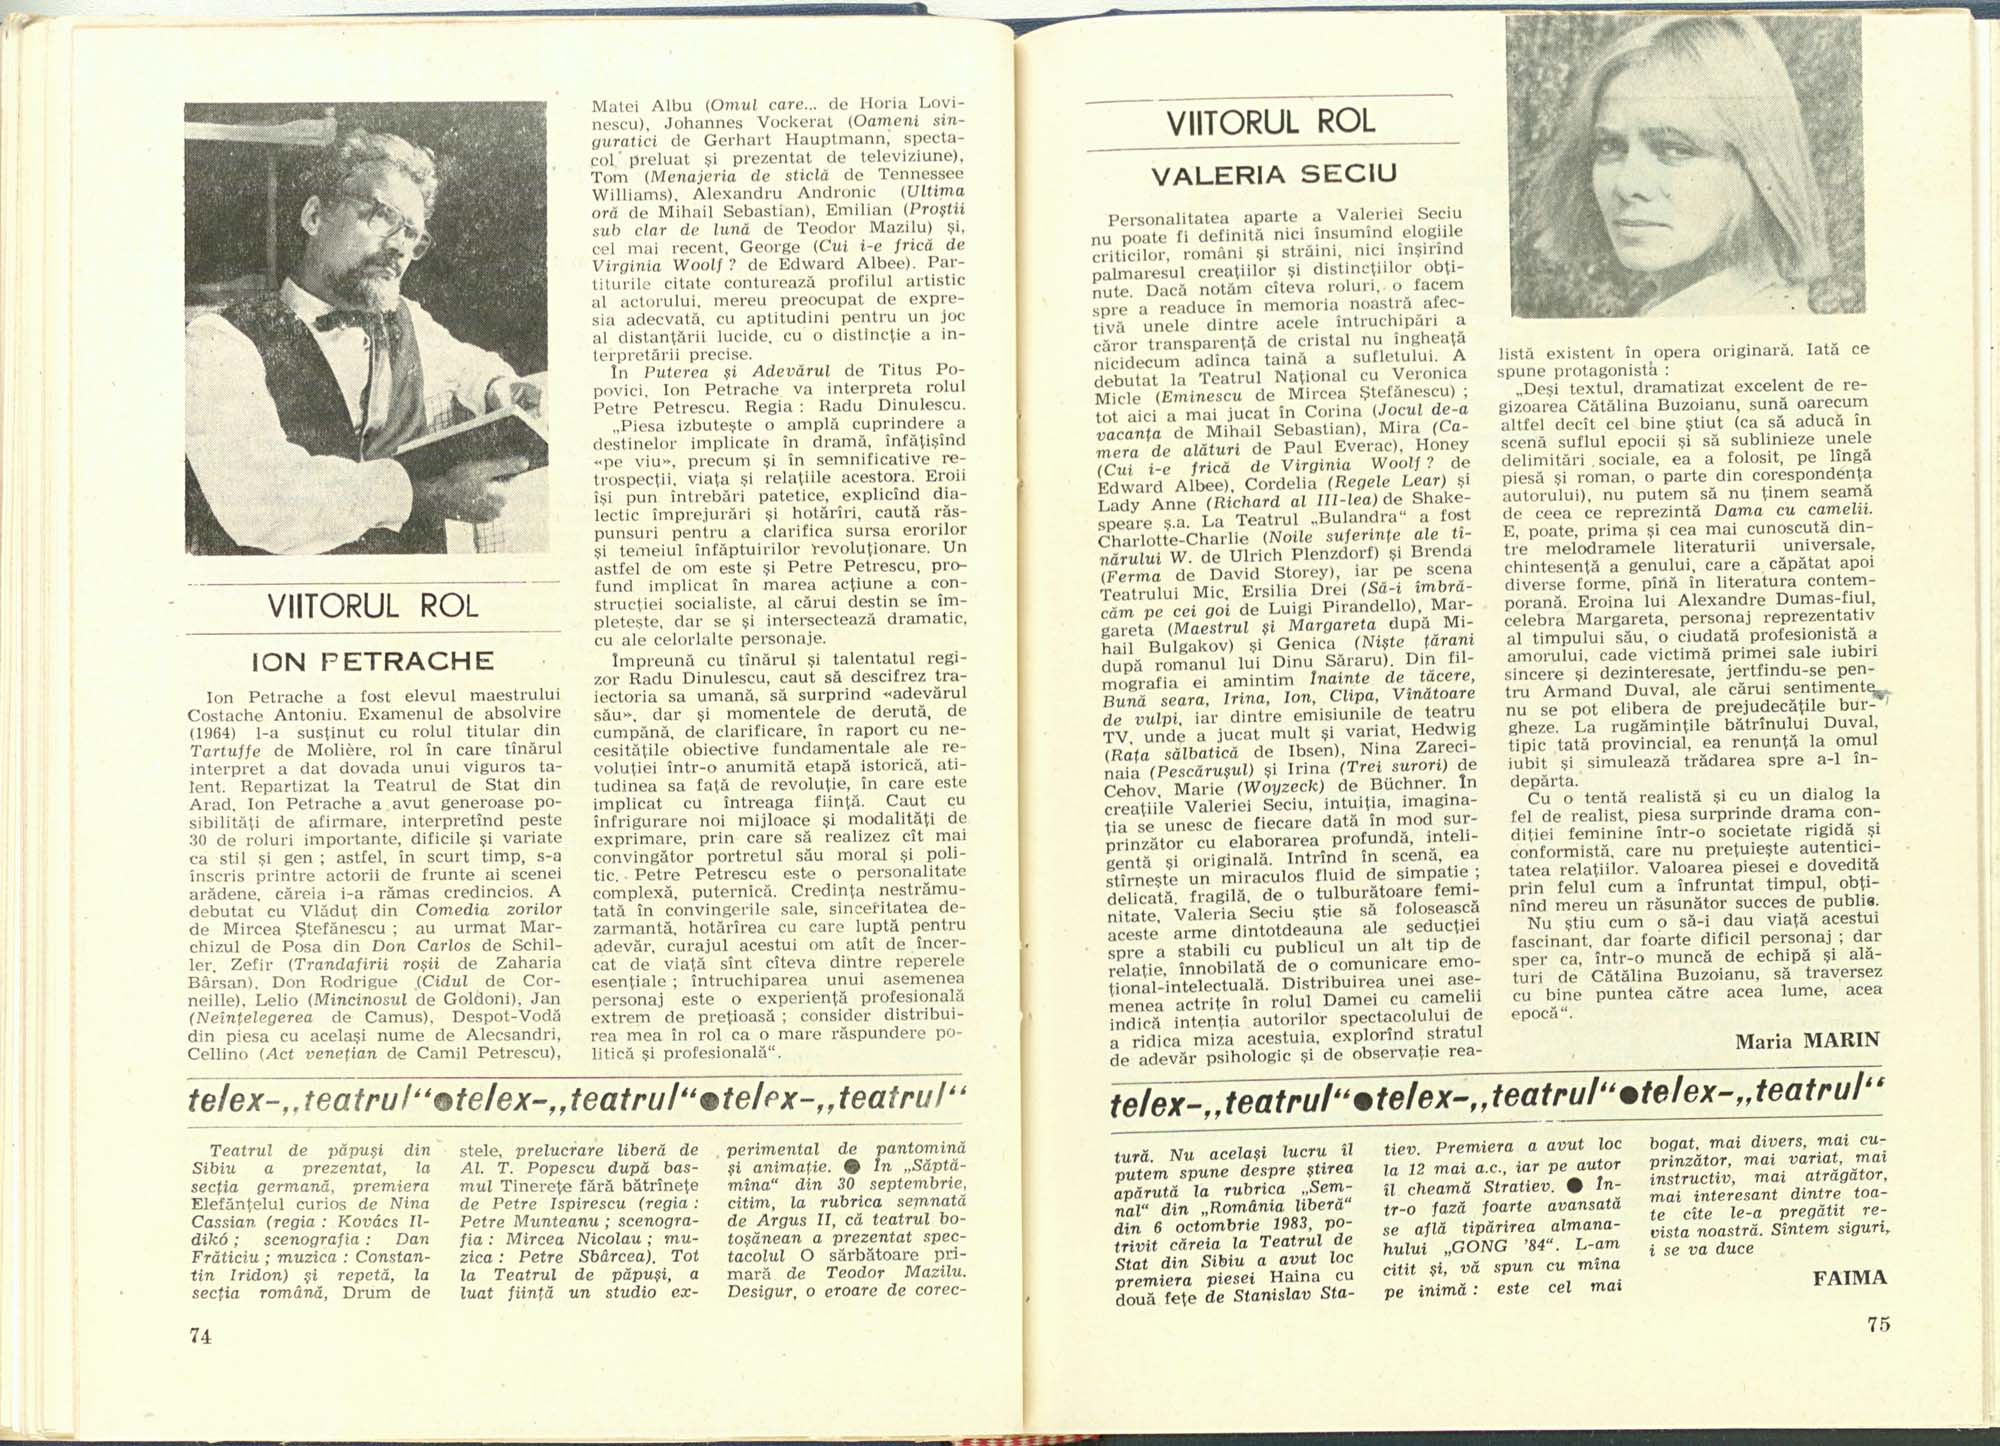 VIITORUL ROL
ION PETRACHE
Ion Petrache a fost elevul maestrului
Costache Antoniu. Examenul de absolvire
(1964) l-a susținut cu rolul titular din
Tartuffe de Molière, rol în care tînărul
interpret a dat dovada unui viguros ta-
lent. Repartizat la Teatrul de Stat din
Arad, Ion Petrache a avut generoase po-
sibilități de afirmare, interpretînd peste
30 de roluri importante, dificile și variate
ca stil și gen ; astfel, în scurt timp, s-a
înscris printre actorii de frunte ai scenei
arădene, căreia i-a rămas credincios. A
debutat cu Vlăduț din Comedia zorilor
de Mircea Ștefănescu ; au urmat Mar-
chizul de Posa din Don Carlos de Schil-
ler, Zefir (Trandafirii roșii de Zaharia
Bârsan), Don Rodrigue (Cidul de Cor-
neille), Lelio (Mincinosul de Goldoni), Jan
(Neînțelegerea de Camus), Despot-Vodă
din piesa cu același nume de Alecsandri,
Cellino (Act venețian de Camil Petrescu),
Matei Albu (Omul care... de Horia Lovi-
nescu), Johannes Vockerat (Oameni sin-
guratici de Gerhart Hauptmann, specta-
col preluat și prezentat de televiziune),
Tom (Menajeria de sticlă de Tennessee
Williams), Alexandru Andronic (Ultima
oră de Mihail Sebastian), Emilian (Proștii
sub clar de lună de Teodor Mazilu) și,
cel mai recent, George (Cui i-e frică de
Virginia Woolf ? de Edward Albee). Par-
titurile citate conturează profilul artistic
al actorului, mereu preocupat de expre-
sia adecvată, cu aptitudini pentru un joc
al distanțării lucide, cu o distincție a in-
terpretării precise.
În Puterea și Adevărul de Titus Po-
povici, Ion Petrache va interpreta rolul
Petre Petrescu. Regia : Radu Dinulescu.
„Piesa izbutește o amplă cuprindere a
destinelor implicate în dramă, înfățișînd
«pe viu», precum și în semnificative re-
trospecții, viața și relațiile acestora. Eroii
își pun întrebări patetice, explicînd dia-
lectic împrejurări și hotărîri, caută răs-
punsuri pentru a clarifica sursa erorilor
și temeiul înfăptuirilor revoluționare. Un
astfel de om este și Petre Petrescu, pro-
fund implicat în marea acțiune a con-
strucției socialiste, al cărui destin se îm-
pletește, dar se și intersectează dramatic,
cu ale celorlalte personaje.
Împreună cu tînărul și talentatul regi-
zor Radu Dinulescu, caut să descifrez tra-
iectoria sa umană, să surprind «adevărul
său», dar și momentele de derută, de
cumpănă, de clarificare, în raport cu ne-
cesitățile obiective fundamentale ale re-
voluției într-o anumită etapă istorică, ati-
tudinea sa față de revoluție, în care este
implicat cu întreaga ființă. Caut cu
înfrigurare noi mijloace și modalități de
exprimare, prin care să realizez cît mai
convingător portretul său moral și poli-
tic. Petre Petrescu este o personalitate
complexă, puternică. Credința nestrămu-
tată în convingerile sale, sinceritatea de-
zarmantă, hotărîrea cu care luptă pentru
adevăr, curajul acestui om atît de încer-
cat de viață sînt cîteva dintre reperele
esențiale ; întruchiparea unui asemenea
personaj este o experiență profesională
extrem de prețioasă ; consider distribui-
rea mea în rol ca o mare răspundere po-
litică și profesională“.
telex-„teatrul“●telex-„teatrul“●telex-„teatrul“
Teatrul de păpuși din
Sibiu a prezentat, la
secția germană, premiera
Elefănțelul curios de Nina
Cassian (regia : Kovács Il-
dikó ; scenografia : Dan
Frăticiu ; muzica : Constan-
tin Iridon) și repetă, la
secția română, Drum de
stele, prelucrare liberă de
Al. T. Popescu după bas-
mul Tinerețe fără bătrînețe
de Petre Ispirescu (regia :
Petre Munteanu ; scenogra-
fia : Mircea Nicolau ; mu-
zica : Petre Sbârcea). Tot
la Teatrul de păpuși, a
luat ființă un studio ex-
perimental de pantomină
și animație. ● În „Săptă-
mîna“ din 30 septembrie,
citim, la rubrica semnată
de Argus II, că teatrul bo-
toșănean a prezentat spec-
tacolul O sărbătoare pri-
mară de Teodor Mazilu.
Desigur, o eroare de corec-
74
VIITORUL ROL
VALERIA SECIU
Personalitatea aparte a Valeriei Seciu
nu poate fi definită nici însumînd elogiile
criticilor, români și străini, nici înșirînd
palmaresul creațiilor și distincțiilor obți-
nute. Dacă notăm cîteva roluri, o facem
spre a readuce în memoria noastră afec-
tivă unele dintre acele întruchipări a
căror transparență de cristal nu îngheață
nicidecum adînca taină a sufletului. A
debutat la Teatrul Național cu Veronica
Micle (Eminescu de Mircea Ștefănescu) ;
tot aici a mai jucat în Corina (Jocul de-a
vacanța de Mihail Sebastian), Mira (Ca-
mera de alături de Paul Everac), Honey
(Cui i-e frică de Virginia Woolf ? de
Edward Albee), Cordelia (Regele Lear) și
Lady Anne (Richard al III-lea) de Shake-
speare ș.a. La Teatrul „Bulandra“ a fost
Charlotte-Charlie (Noile suferințe ale tî-
nărului W. de Ulrich Plenzdorf) și Brenda
(Ferma de David Storey), iar pe scena
Teatrului Mic, Ersilia Drei (Să-i îmbră-
căm pe cei goi de Luigi Pirandello), Mar-
gareta (Maestrul și Margareta după Mi-
hail Bulgakov) și Genica (Niște țărani
după romanul lui Dinu Săraru). Din fil-
mografia ei amintim Înainte de tăcere,
Bună seara, Irina, Ion, Clipa, Vînătoare
de vulpi, iar dintre emisiunile de teatru
TV, unde a jucat mult și variat, Hedwig
(Rața sălbatică de Ibsen), Nina Zareci-
naia (Pescărușul) și Irina (Trei surori) de
Cehov, Marie (Woyzeck) de Büchner. În
creațiile Valeriei Seciu, intuiția, imagina-
ția se unesc de fiecare dată în mod sur-
prinzător cu elaborarea profundă, inteli-
gentă și originală. Intrînd în scenă, ea
stîrnește un miraculos fluid de simpatie ;
delicată, fragilă, de o tulburătoare femi-
nitate, Valeria Seciu știe să folosească
aceste arme dintotdeauna ale seducției
spre a stabili cu publicul un alt tip de
relație, înnobilată de o comunicare emo-
țional-intelectuală. Distribuirea unei ase-
menea actrițe în rolul Damei cu camelii
indică intenția autorilor spectacolului de
a ridica miza acestuia, explorînd stratul
de adevăr psihologic și de observație rea-
listă existent în opera originară. Iată ce
spune protagonista :
„Deși textul, dramatizat excelent de re-
gizoarea Cătălina Buzoianu, sună oarecum
altfel decît cel bine știut (ca să aducă în
scenă suflul epocii și să sublinieze unele
delimitări sociale, ea a folosit, pe lîngă
piesă și roman, o parte din corespondența
autorului), nu putem să nu ținem seamă
de ceea ce reprezintă Dama cu camelii.
E, poate, prima și cea mai cunoscută din-
tre melodramele literaturii universale,
chintesență a genului, care a căpătat apoi
diverse forme, pînă în literatura contem-
porană. Eroina lui Alexandre Dumas-fiul,
celebra Margareta, personaj reprezentativ
al timpului său, o ciudată profesionistă a
amorului, cade victimă primei sale iubiri
sincere și dezinteresate, jertfindu-se pen-
tru Armand Duval, ale cărui sentimente
nu se pot elibera de prejudecățile bur-
gheze. La rugămințile bătrînului Duval,
tipic tată provincial, ea renunță la omul
iubit și simulează trădarea spre a-l în-
depărta.
Cu o tentă realistă și cu un dialog la
fel de realist, piesa surprinde drama con-
diției feminine într-o societate rigidă și
conformistă, care nu prețuiește autentici-
tatea relațiilor. Valoarea piesei e dovedită
prin felul cum a înfruntat timpul, obți-
nînd mereu un răsunător succes de public.
Nu știu cum o să-i dau viață acestui
fascinant, dar foarte dificil personaj ; dar
sper ca, într-o muncă de echipă și ală-
turi de Cătălina Buzoianu, să traversez
cu bine puntea către acea lume, acea
epocă“.
Maria MARIN
telex-„teatrul“●telex-„teatrul“●telex-„teatrul“
tură. Nu același lucru îl
putem spune despre știrea
apărută la rubrica „Sem-
nal“ din „România liberă“
din 6 octombrie 1983, po-
trivit căreia la Teatrul de
Stat din Sibiu a avut loc
premiera piesei Haina cu
două fețe de Stanislav Sta-
tiev. Premiera a avut loc
la 12 mai a.c., iar pe autor
îl cheamă Stratiev. ● În-
tr-o fază foarte avansată
se află tipărirea almana-
hului „GONG '84“. L-am
citit și, vă spun cu mîna
pe inimă : este cel mai
bogat, mai divers, mai cu-
prinzător, mai variat, mai
instructiv, mai atrăgător,
mai interesant dintre toa-
te cîte le-a pregătit re-
vista noastră. Sîntem siguri,
i se va duce
FAIMA
75